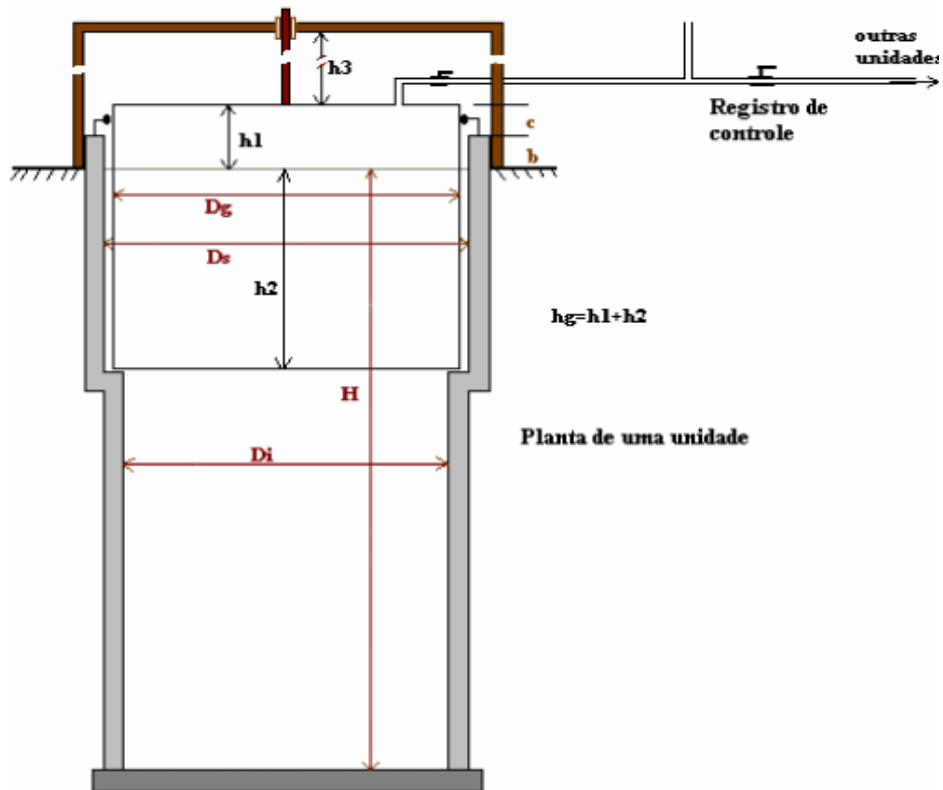 outras
unidades
h3
Registro de
controle
c
h1
b
Dg
Ds
h2
hg=h1+h2
H
Planta de uma unidade
Di